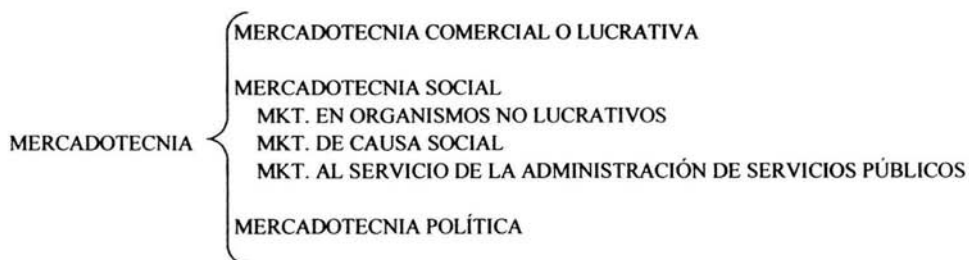 MERCADOTECNIA COMERCIAL O LUCRATIVA
MERCADOTECNIA SOCIAL
MKT. EN ORGANISMOS NO LUCRATIVOS
MKT. DE CAUSA SOCIAL
MERCADOTECNIA
MKT. AL SERVICIO DE LA ADMINISTRACIÓN DE SERVICIOS PÚBLICOS
MERCADOTECNIA POLÍTICA